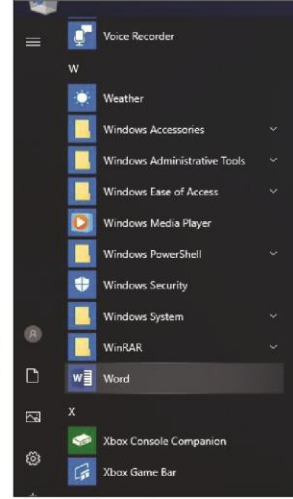 Voice Recorder
W
Weather
Windows Accessories
Windows Administrative Tools
Windows Ease of Access
Windows Media Player
Windows PowerShell
Windows Security
Windows System
WinRAR
Word
X
Xbox Console Companion
Xbox Game Bar